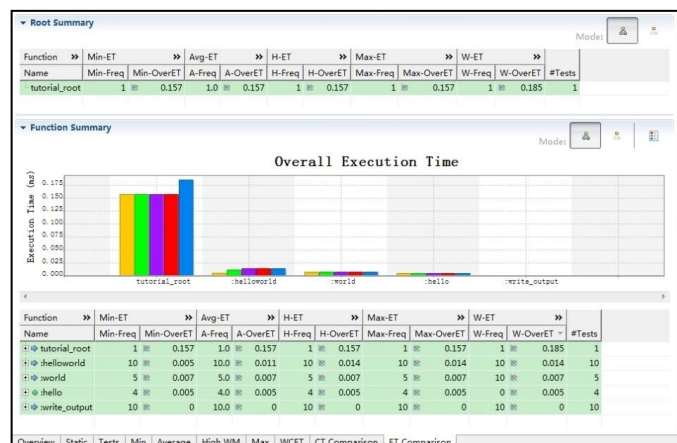 Root Summary
Mode:
Function » Min-ET » Avg-ET » H-ET » Max-ET » W-ET »
Name Min-Freq Min-OverET A-Freq A-OverET H-Freq H-OverET Max-Freq Max-OverET W-Freq W-OverET #Tests
tutorial_root 1 0.157 1.0 0.157 1 0.157 1 0.157 1 0.185 1
Function Summary
Mode:
Overall Execution Time
Execution Time (ms)
0.175
0.150
0.125
0.100
0.075
0.050
0.025
0.000
tutorial_root :helloworld :world :hello :write_output
Function » Min-ET » Avg-ET » H-ET » Max-ET » W-ET »
Name Min-Freq Min-OverET A-Freq A-OverET H-Freq H-OverET Max-Freq Max-OverET W-Freq W-OverET #Tests
tutorial_root 1 0.157 1.0 0.157 1 0.157 1 0.157 1 0.185 1
:helloworld 10 0.005 10.0 0.011 10 0.014 10 0.014 10 0.014 10
:world 5 0.007 5.0 0.007 5 0.007 5 0.007 5 0.007 5
:hello 4 0.005 4.0 0.005 4 0.005 4 0.005 0 0.005 4
:write_output 10 0 10.0 0 10 0 10 0 10 0 10
Overview Static Tests Min Average High WM Max WCET CT Comparison ET Comparison